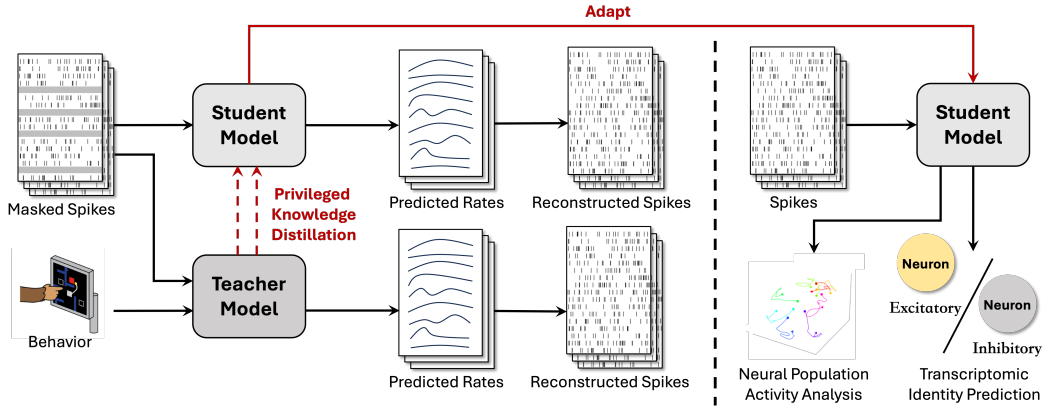 Adapt
Student
Model
Student
Model
Masked Spikes
Privileged
Knowledge
Distillation
Predicted Rates
Reconstructed Spikes
Spikes
Teacher
Model
Behavior
Predicted Rates
Reconstructed Spikes
Neuron
Excitatory
Neuron
Inhibitory
Neural Population
Activity Analysis
Transcriptomic
Identity Prediction